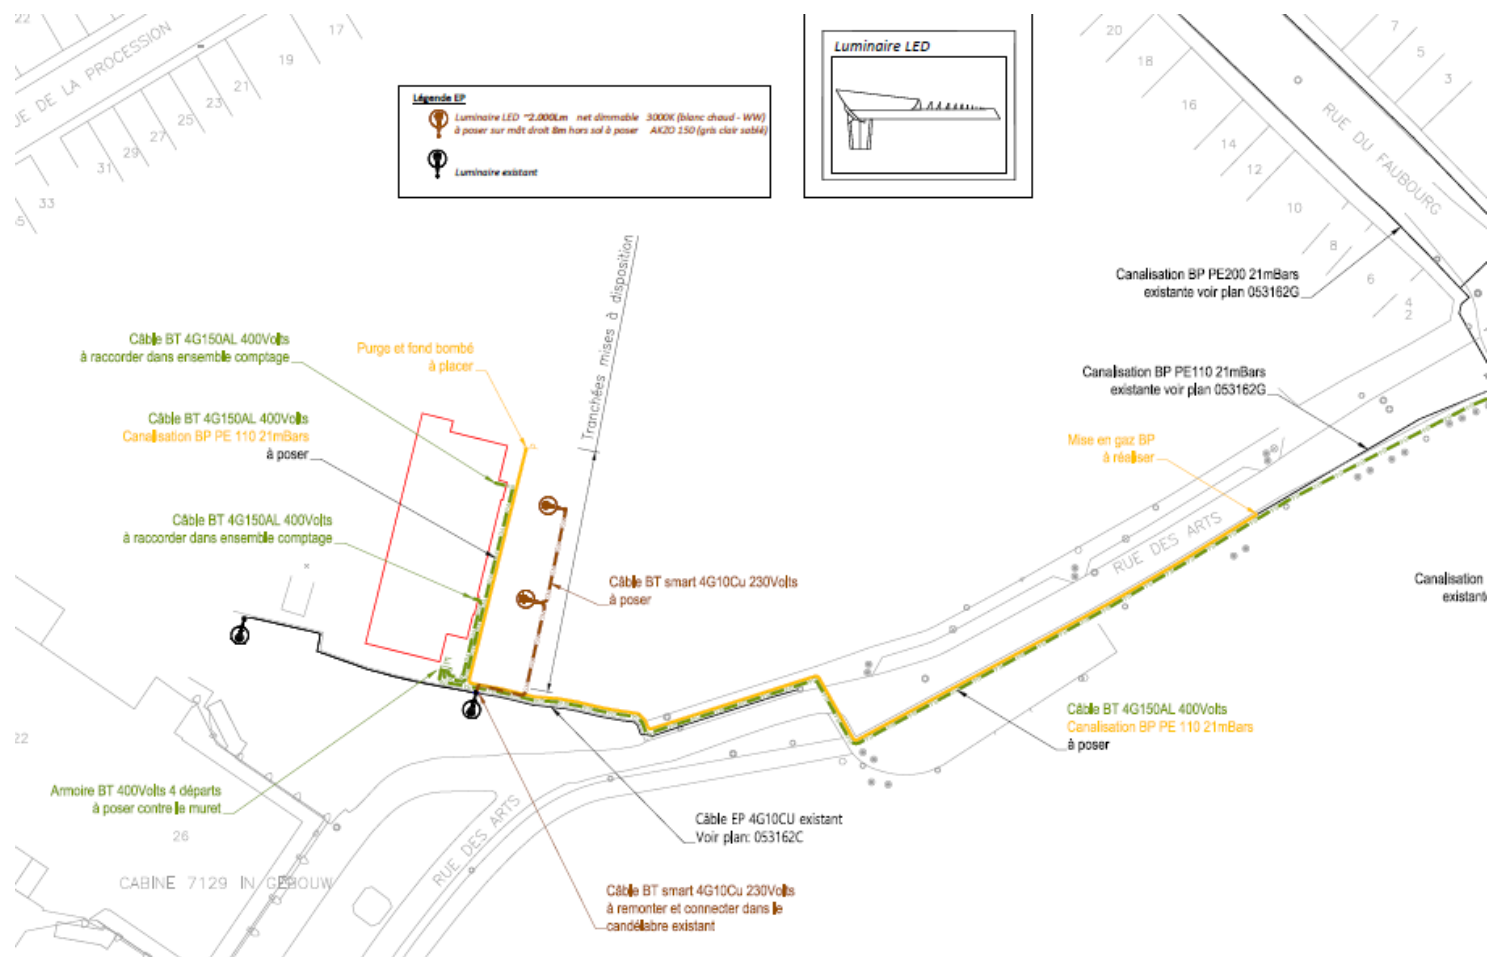 22
17
19
21
23
25
27
29
31
33
RUE DE LA PROCESSION
Légende EP
Luminaire LED ~2.000Lm net dimmable 3000K (blanc chaud - WW)
à poser sur mât droit 8m hors sol à poser AKZO 150 (gris clair sablé)
Luminaire existant
Luminaire LED
20
18
16
14
12
10
8
6
4
2
7
5
3
RUE DU FAUBOURG
Canalisation BP PE200 21mBars
existante voir plan 053162G
Canalisation BP PE110 21mBars
existante voir plan 053162G
Mise en gaz BP
à réaliser
RUE DES ARTS
Canalisation
Tranchées mises à disposition
Câble BT 4G150AL 400Volts
à raccorder dans ensemble comptage
Purge et fond bombé
à placer
Câble BT 4G150AL 400Volts
Canalisation BP PE 110 21mBars
à poser
Câble BT 4G150AL 400Volts
à raccorder dans ensemble comptage
Câble BT smart 4G10Cu 230Volts
à poser
Câble BT 4G150AL 400Volts
Canalisation BP PE 110 21mBars
à poser
22
Armoire BT 400Volts 4 départs
à poser contre le muret
26
CABINE 7129 IN GEBOUW
RUE DES ARTS
Câble EP 4G10CU existant
Voir plan: 053162C
Câble BT smart 4G10Cu 230Volts
à remonter et connecter dans le
candélabre existant